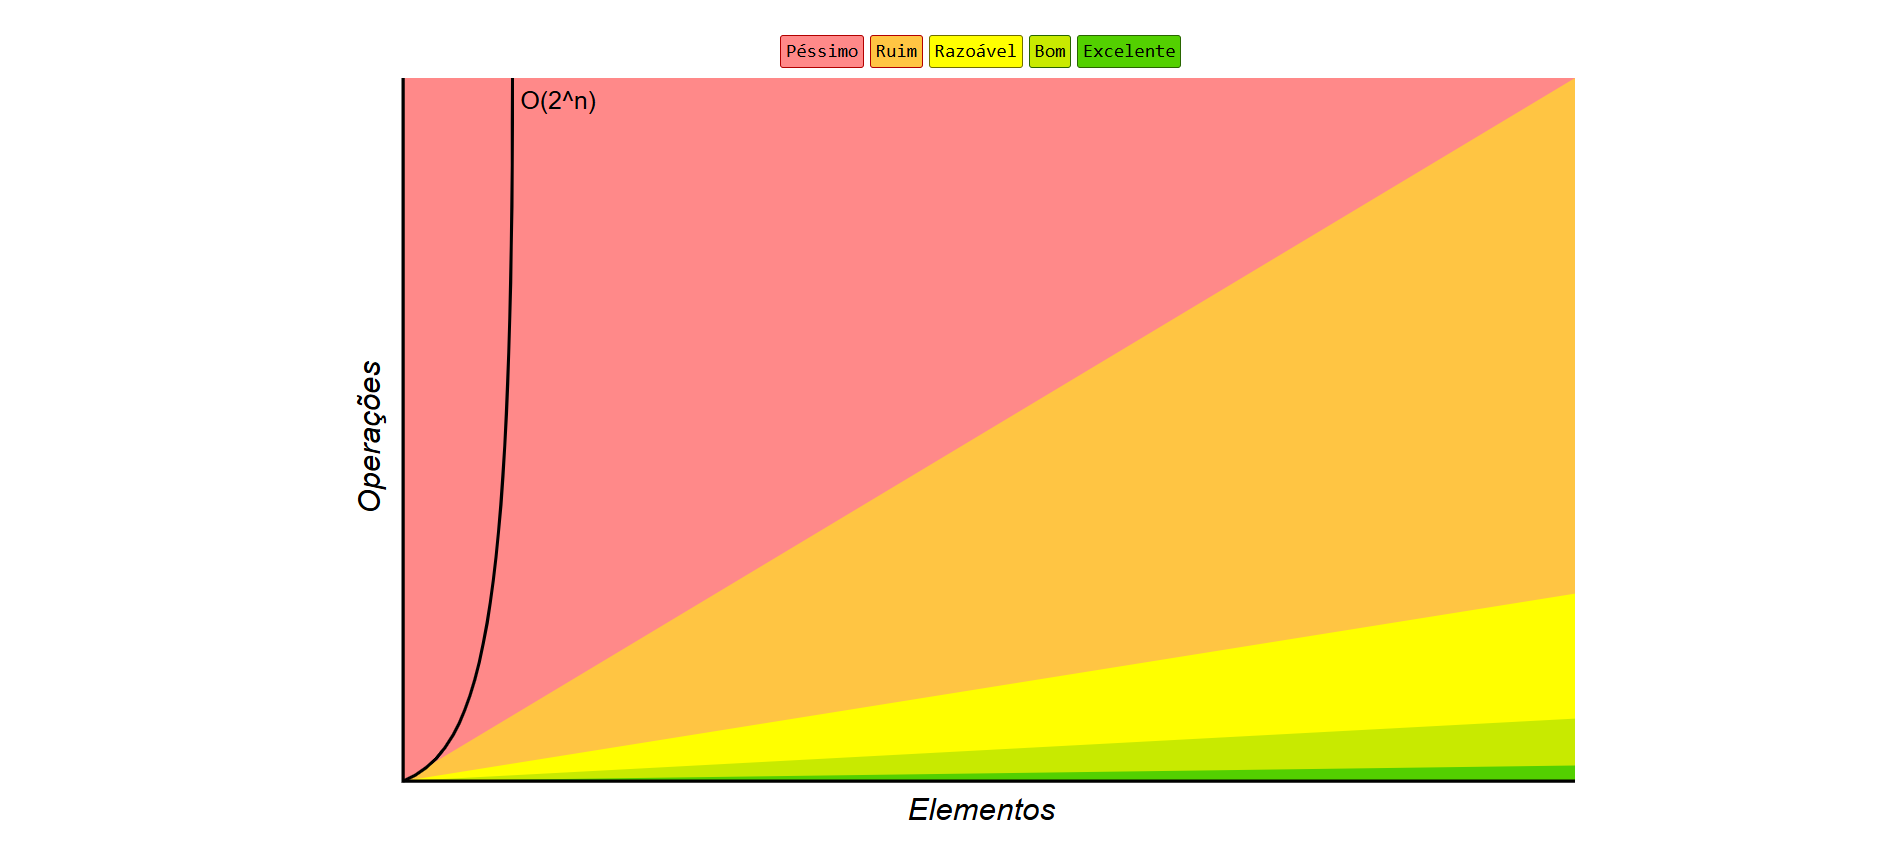 Péssimo Ruim Razoável Bom Excelente
O(2^n)
Operações
Elementos